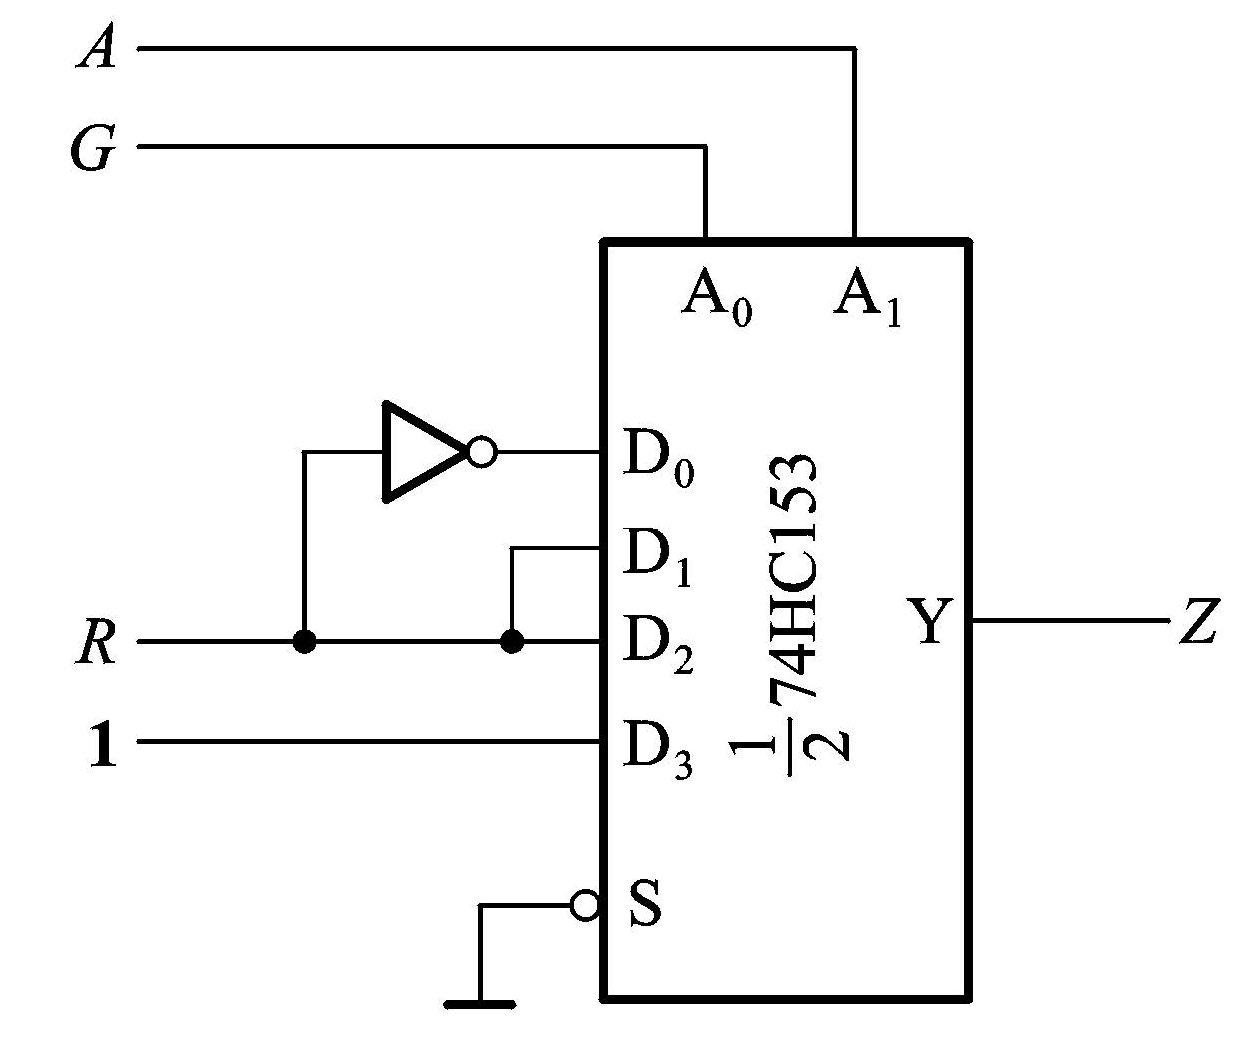 A
G
A₀ A₁
D₀
D₁
R D₂
1 D₃
S
½ 74HC153
Y Z